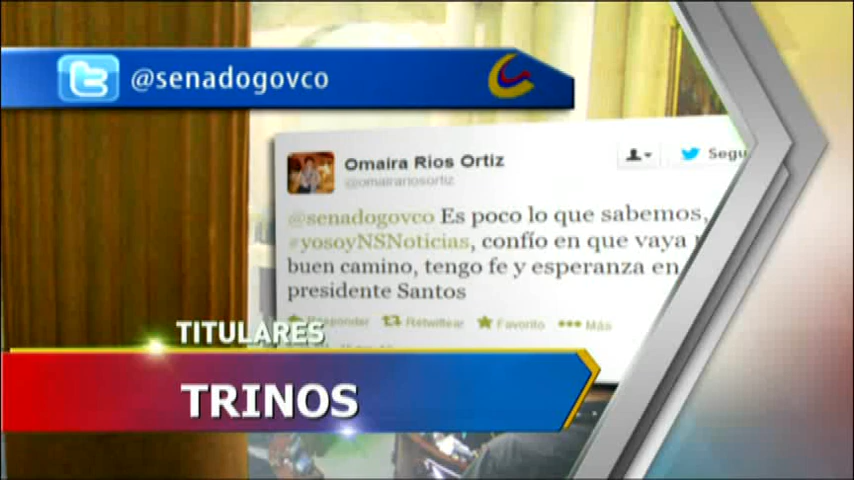 @senadogovco
Omaira Rios Ortiz
@omairariosortiz
Segu
@senadogovco Es poco lo que sabemos,
#yosoyNSNoticias, confío en que vaya
buen camino, tengo fe y esperanza en
presidente Santos
Responder Retwittear Favorito Más
TITULARES
TRINOS